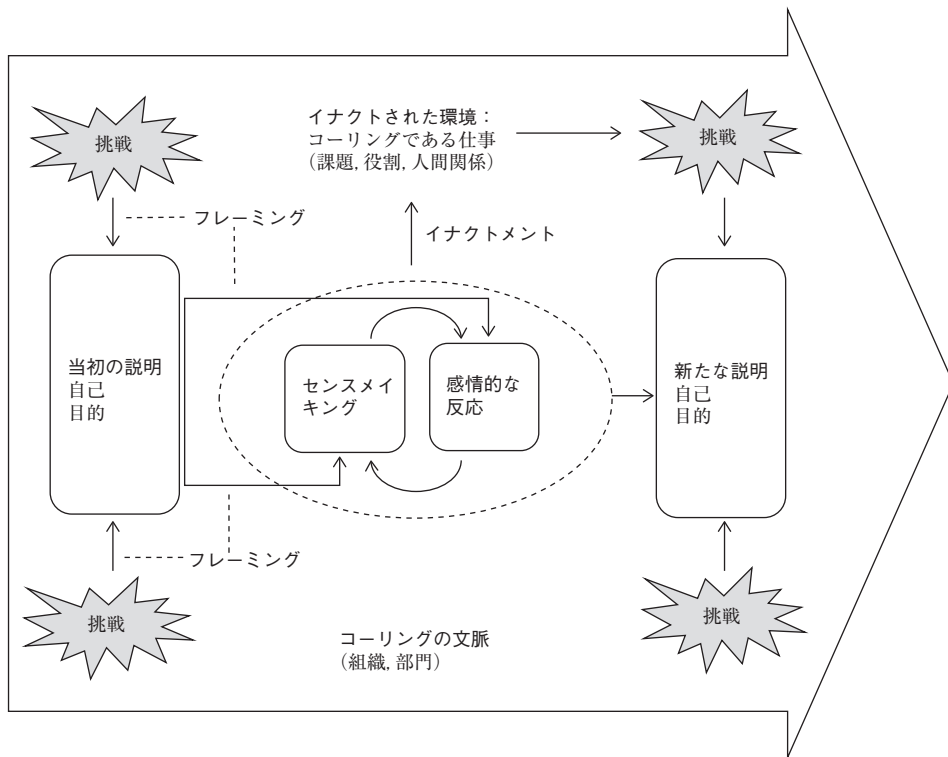 挑戦
イナクトされた環境：
コーリングである仕事
（課題, 役割, 人間関係）
挑戦
フレーミング
イナクトメント
当初の説明
自己
目的
センスメイ
キング
感情的な
反応
新たな説明
自己
目的
フレーミング
挑戦
挑戦
コーリングの文脈
（組織, 部門）